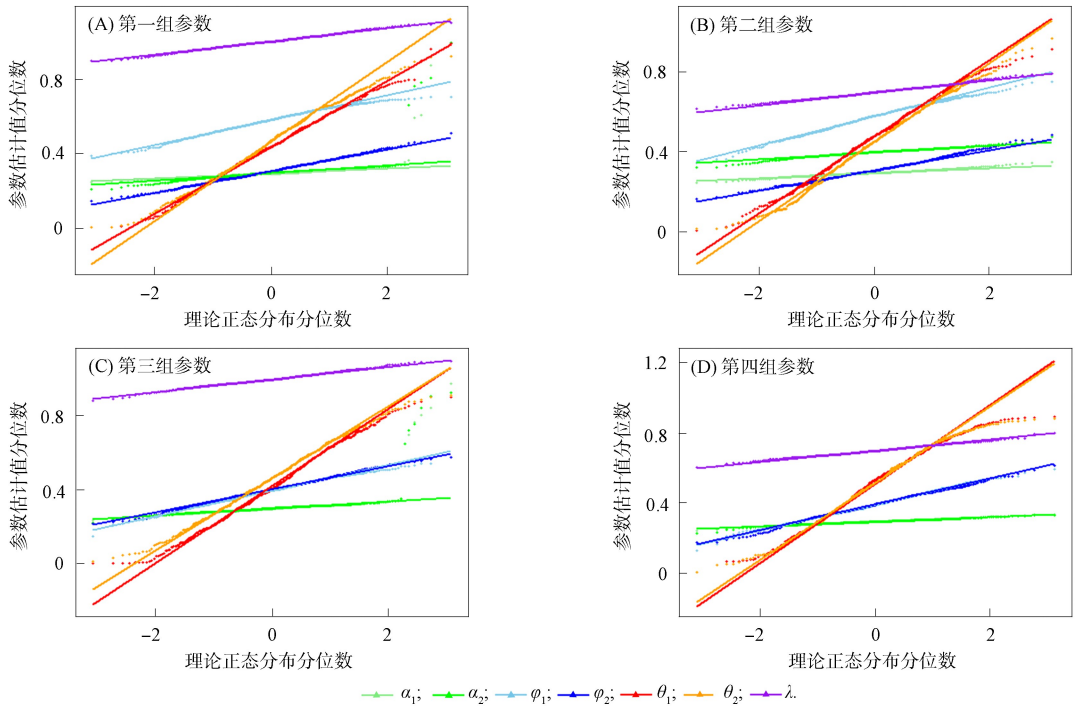 (A) 第一组参数
参数估计值分位数
0.8
0.4
0
−2 0 2
理论正态分布分位数
(B) 第二组参数
参数估计值分位数
0.8
0.4
0
−2 0 2
理论正态分布分位数
(C) 第三组参数
参数估计值分位数
0.8
0.4
0
−2 0 2
理论正态分布分位数
(D) 第四组参数
参数估计值分位数
1.2
0.8
0.4
0
−2 0 2
理论正态分布分位数
α₁; α₂; φ₁; φ₂; θ₁; θ₂; λ.